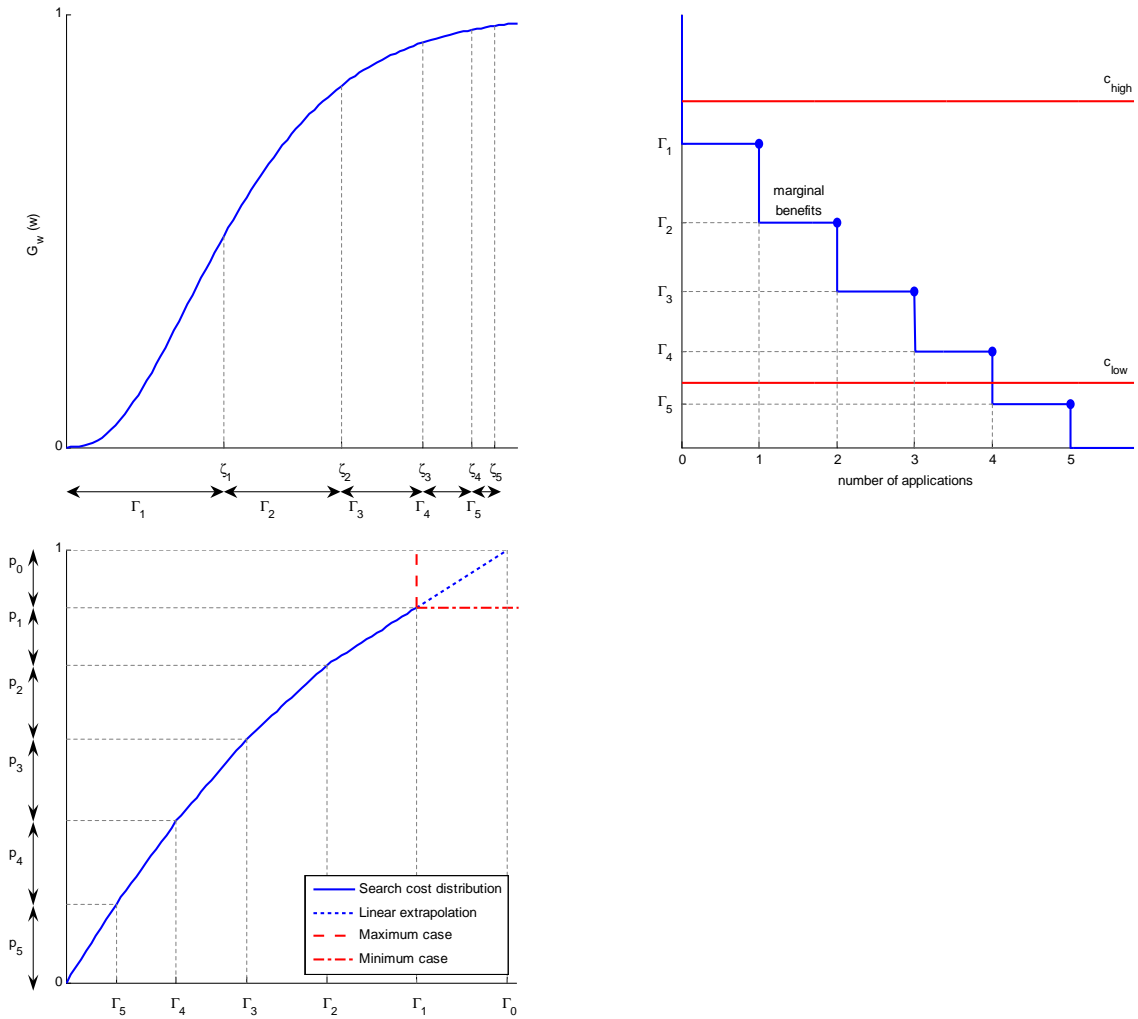 1
G_w (w)
0
ζ_1 ζ_2 ζ_3 ζ_4 ζ_5
Γ_1 Γ_2 Γ_3 Γ_4 Γ_5
c_high
Γ_1
marginal
benefits
Γ_2
Γ_3
Γ_4
c_low
Γ_5
0 1 2 3 4 5
number of applications
1
p_0
p_1
p_2
p_3
p_4
p_5
0
Search cost distribution
Linear extrapolation
Maximum case
Minimum case
Γ_5 Γ_4 Γ_3 Γ_2 Γ_1 Γ_0